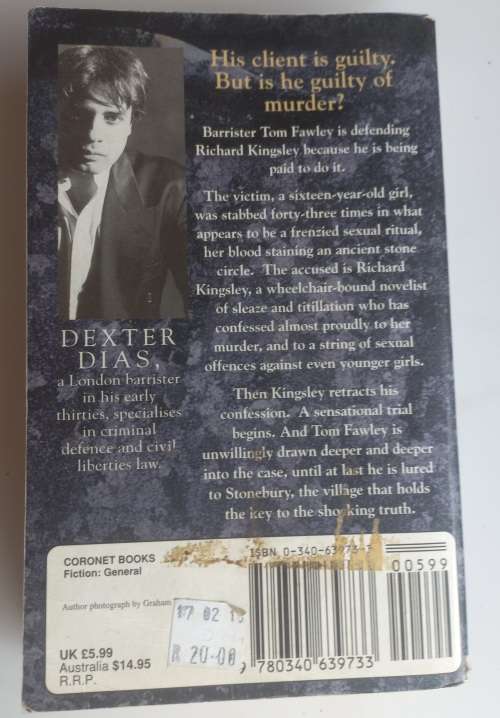 His client is guilty.
But is he guilty of
murder?
Barrister Tom Fawley is defending
Richard Kingsley because he is being
paid to do it.
The victim, a sixteen-year-old girl,
was stabbed forty-three times in what
appears to be a frenzied sexual ritual,
her blood staining an ancient stone
circle. The accused is Richard
Kingsley, a wheelchair-bound novelist
of sleaze and titillation who has
confessed almost proudly to her
murder, and to a string of sexual
offences against even younger girls.
Then Kingsley retracts his
confession. A sensational trial
begins. And Tom Fawley is
unwillingly drawn deeper and deeper
into the case, until at last he is lured
to Stonebury, the village that holds
the key to the shocking truth.
DEXTER
DIAS,
a London barrister
in his early
thirties, specialises
in criminal
defence and civil
liberties law.
CORONET BOOKS
Fiction: General
Author photograph by Graham
UK £5.99
Australia $14.95
R.R.P.
17 02
R 20-00
ISBN 0-340-63973-
00599
780340 639733